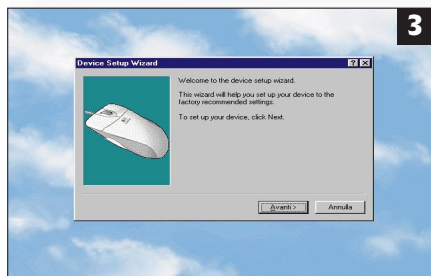 3
Device Setup Wizard
Welcome to the device setup wizard.
This wizard will help you set up your device to the
factory recommended settings.
To set up your device, click Next.
Avanti >
Annulla